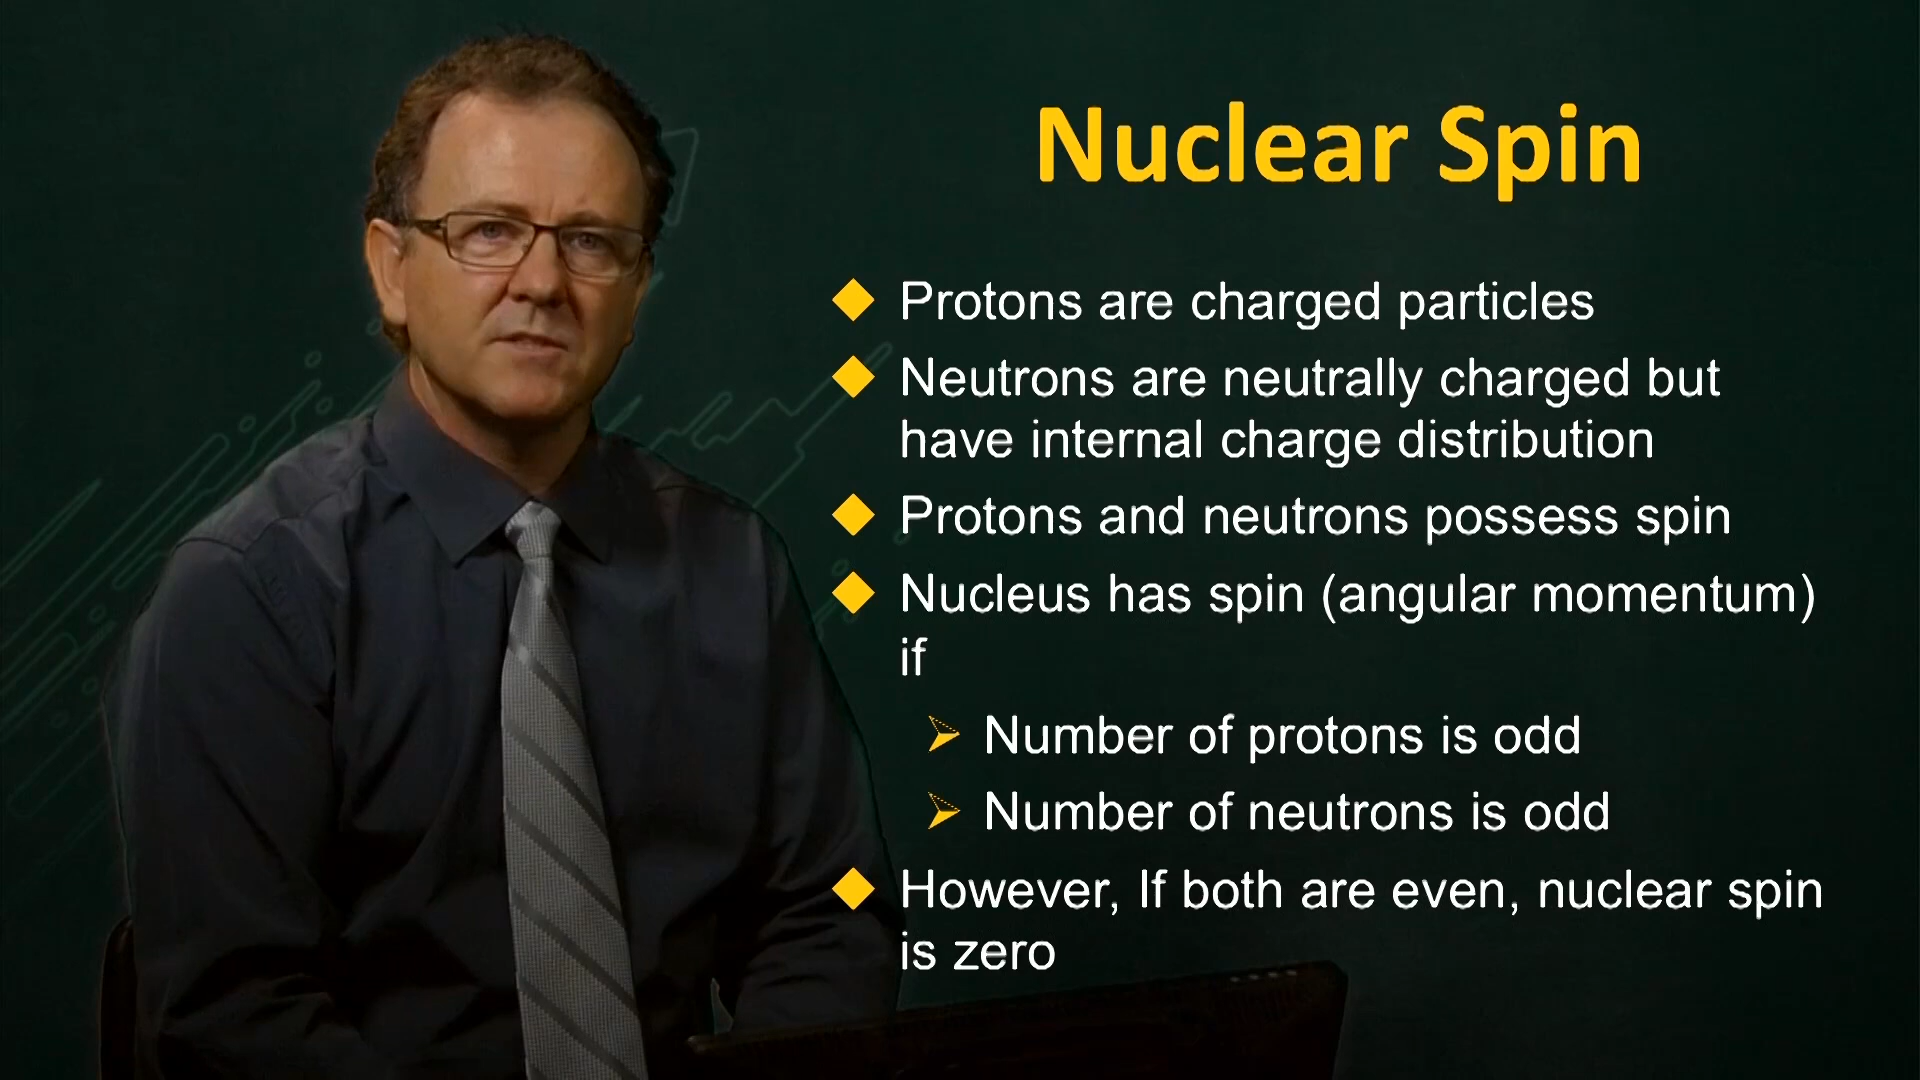 Nuclear Spin
Protons are charged particles
Neutrons are neutrally charged but
have internal charge distribution
Protons and neutrons possess spin
Nucleus has spin (angular momentum)
if
Number of protons is odd
Number of neutrons is odd
However, If both are even, nuclear spin
is zero